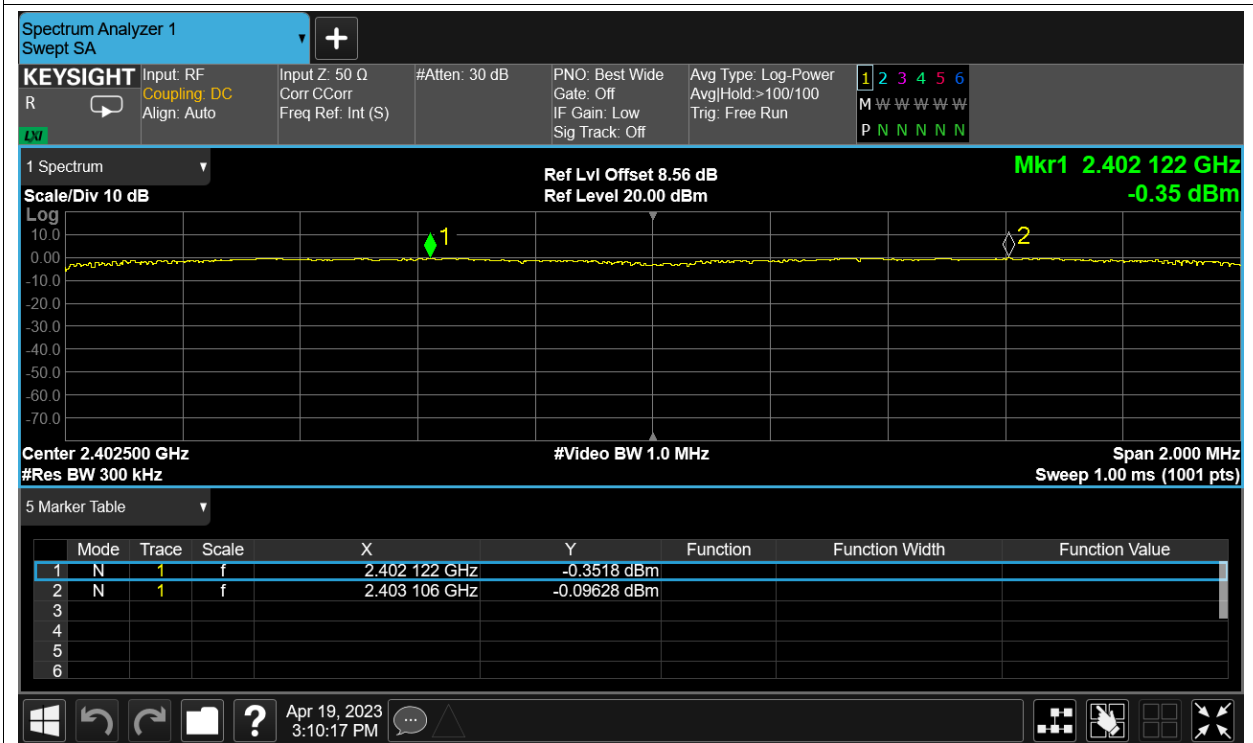 Spectrum Analyzer 1
Swept SA
KEYSIGHT Input: RF Input Z: 50 Ω #Atten: 30 dB PNO: Best Wide Avg Type: Log-Power 1 2 3 4 5 6
R Coupling: DC Corr CCorr Gate: Off Avg|Hold:>100/100 M W W W W W
Align: Auto Freq Ref: Int (S) IF Gain: Low Trig: Free Run
LXI Sig Track: Off P N N N N N
1 Spectrum Ref Lvl Offset 8.56 dB Mkr1 2.402 122 GHz
Scale/Div 10 dB Ref Level 20.00 dBm -0.35 dBm
Log
10.0 1 2
0.00
-10.0
-20.0
-30.0
-40.0
-50.0
-60.0
-70.0
Center 2.402500 GHz #Video BW 1.0 MHz Span 2.000 MHz
#Res BW 300 kHz Sweep 1.00 ms (1001 pts)
5 Marker Table
Mode Trace Scale X Y Function Function Width Function Value
1 N 1 f 2.402 122 GHz -0.3518 dBm
2 N 1 f 2.403 106 GHz -0.09628 dBm
3
4
5
6
? Apr 19, 2023
3:10:17 PM